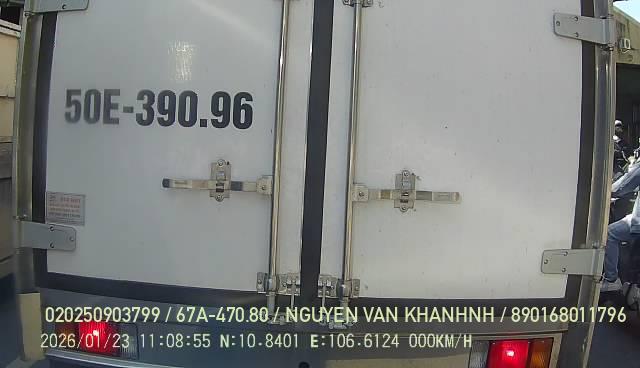 50E-390.96
020250903799 / 67A-470.80 / NGUYEN VAN KHANHNH / 890168011796
2026/01/23 11:08:55 N:10.8401 E:106.6124 000KM/H